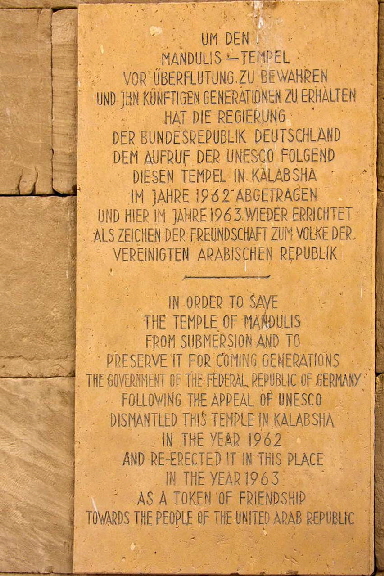 UM DEN
MANDULIS-TEMPEL
VOR ÜBERFLUTUNG ZU BEWAHREN
UND IHN KÜNFTIGEN GENERATIONEN ZU ERHALTEN
HAT DIE REGIERUNG
DER BUNDESREPUBLIK DEUTSCHLAND
DEM AUFRUF DER UNESCO FOLGEND
DIESEN TEMPEL IN KALABSHA
IM JAHRE 1962 ABGETRAGEN
UND HIER IM JAHRE 1963 WIEDER ERRICHTET
ALS ZEICHEN DER FREUNDSCHAFT ZUM VOLKE DER
VEREINIGTEN ARABISCHEN REPUBLIK
IN ORDER TO SAVE
THE TEMPLE OF MANDULIS
FROM SUBMERSION AND TO
PRESERVE IT FOR COMING GENERATIONS
THE GOVERNMENT OF THE FEDERAL REPUBLIC OF GERMANY
FOLLOWING THE APPEAL OF UNESCO
DISMANTLED THIS TEMPLE IN KALABSHA
IN THE YEAR 1962
AND RE-ERECTED IT IN THIS PLACE
IN THE YEAR 1963
AS A TOKEN OF FRIENDSHIP
TOWARDS THE PEOPLE OF THE UNITED ARAB REPUBLIC